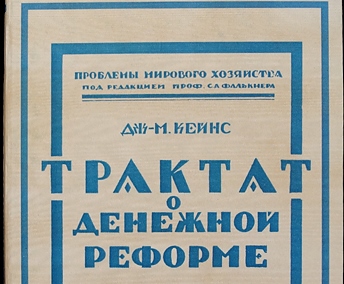 ПРОБЛЕМЫ МИРОВОГО ХОЗЯЙСТВА
ПОД РЕДАКЦИЕЙ ПРОФ. С.А.ФАЛЬКНЕРА
ДЖ-М. КЕЙНС
ТРАКТАТ
О
ДЕНЕЖНОЙ
РЕФОРМЕ